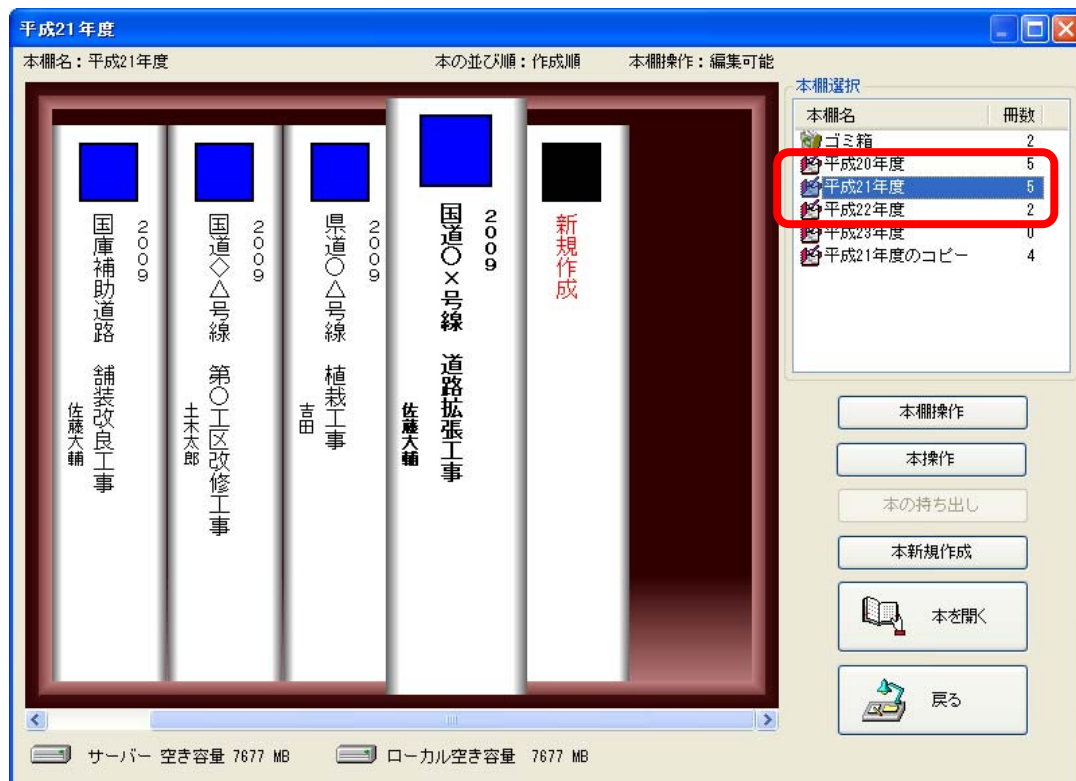 平成21年度
本棚名：平成21年度 本の並び順：作成順 本棚操作：編集可能
2009
国庫補助道路 舗装改良工事
佐藤大輔
2009
国道◇△号線 第○工区改修工事
土木太郎
2009
県道○△号線 植栽工事
吉田
2009
国道○×号線 道路拡張工事
佐藤大輔
新規作成
本棚選択
本棚名 冊数
ゴミ箱 2
平成20年度 5
平成21年度 5
平成22年度 2
平成23年度 0
平成21年度のコピー 4
本棚操作
本操作
本の持ち出し
本新規作成
本を開く
戻る
サーバー 空き容量 7677 MB ローカル空き容量 7677 MB